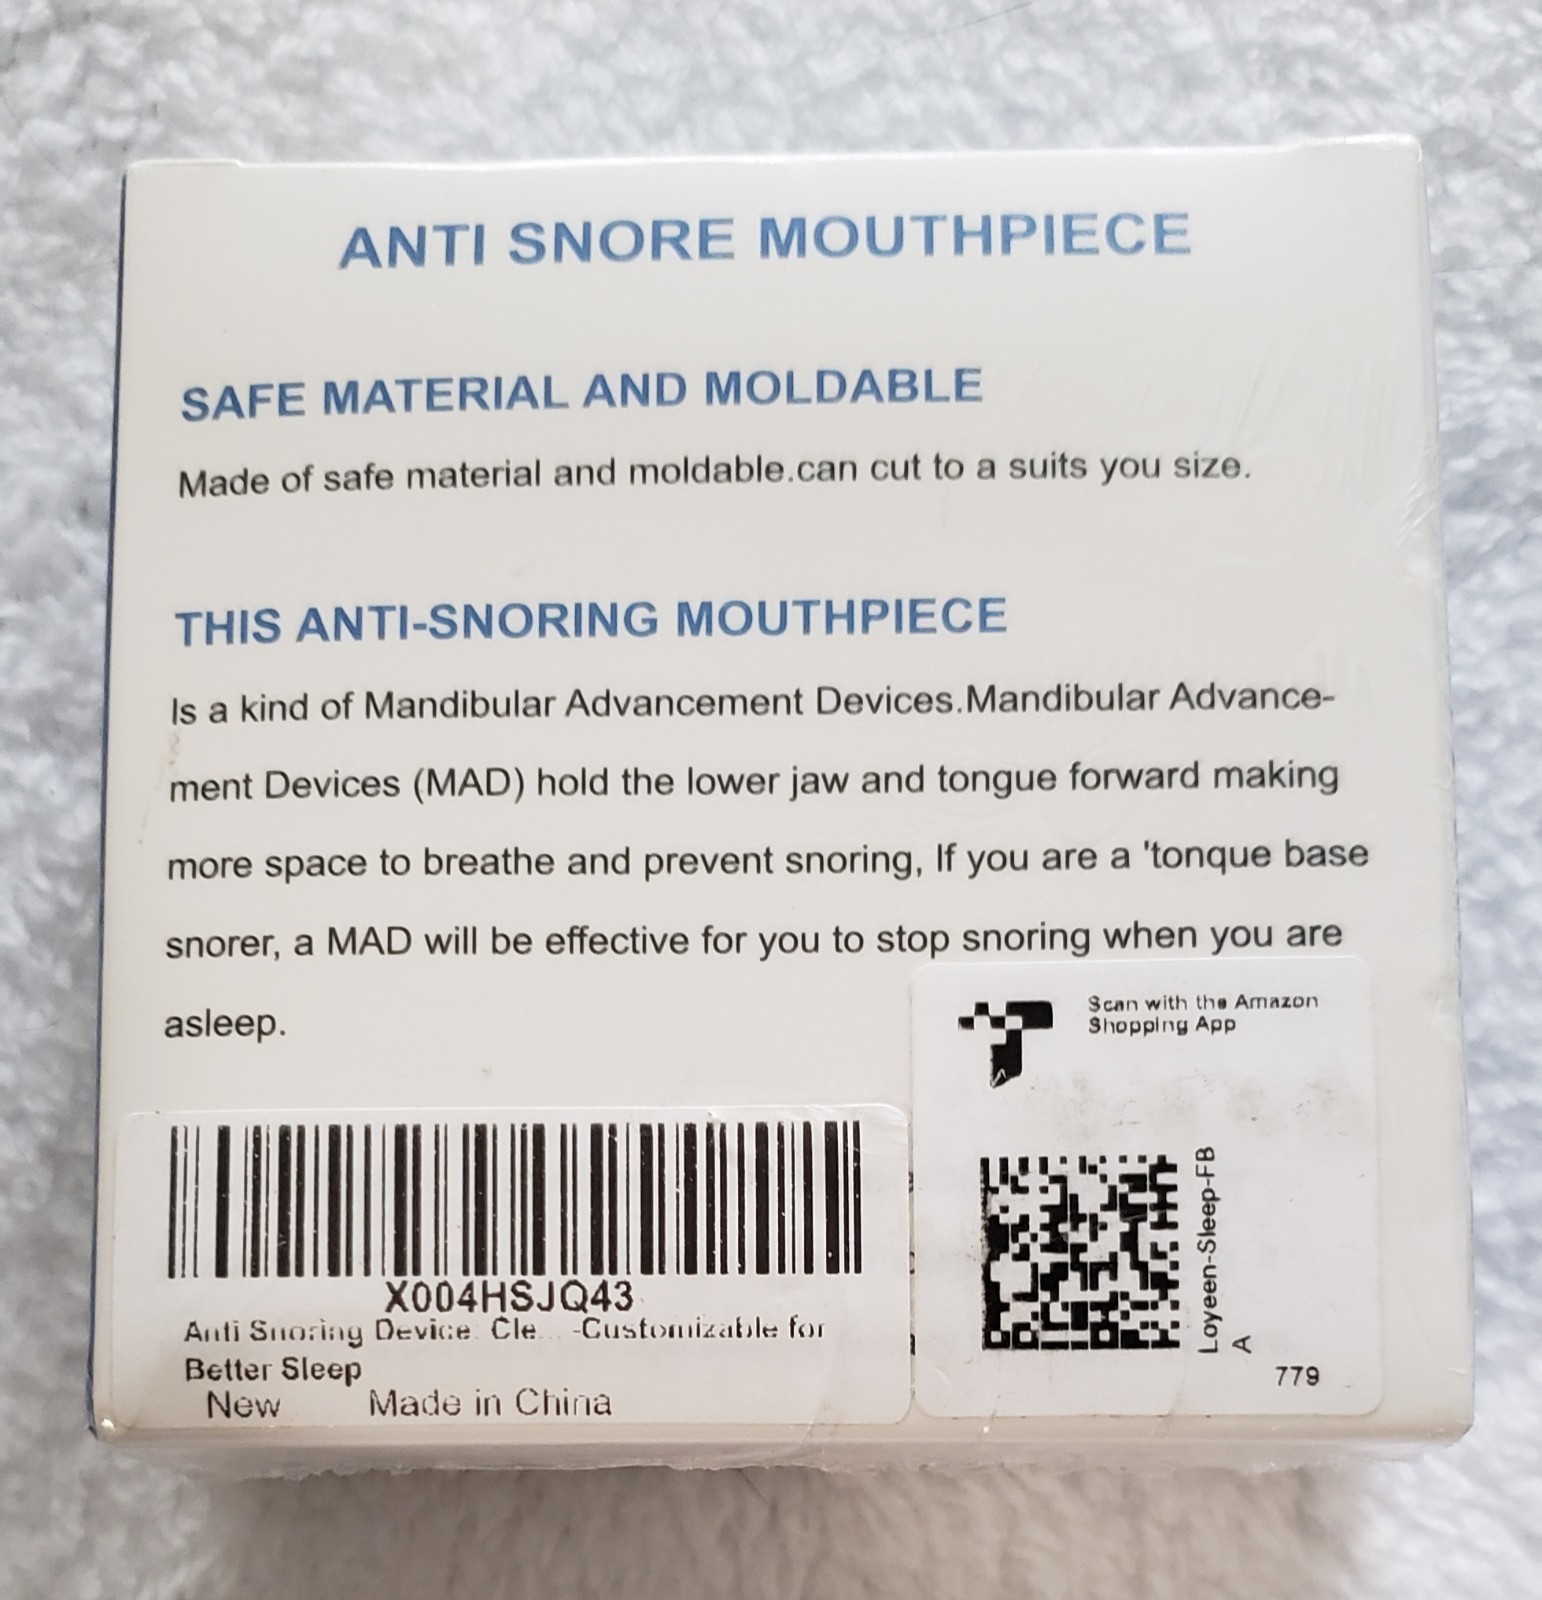 ANTI SNORE MOUTHPIECE
SAFE MATERIAL AND MOLDABLE
Made of safe material and moldable.can cut to a suits you size.
THIS ANTI-SNORING MOUTHPIECE
Is a kind of Mandibular Advancement Devices.Mandibular Advance-
ment Devices (MAD) hold the lower jaw and tongue forward making
more space to breathe and prevent snoring, If you are a 'tonque base
snorer, a MAD will be effective for you to stop snoring when you are
asleep.
Scan with the Amazon
Shopping App
Loyeen-Sleep-FB
A
779
X004HSJQ43
Anti Snoring Device: Cle... -Customizable for
Better Sleep
New Made in China